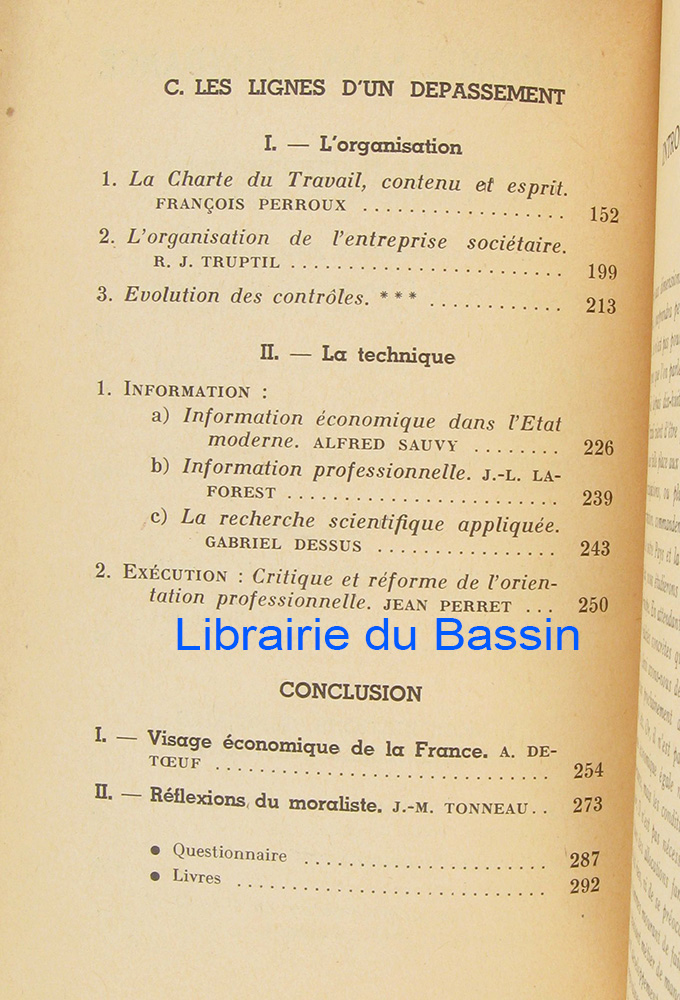 C. LES LIGNES D'UN DEPASSEMENT
I. — L'organisation
1. La Charte du Travail, contenu et esprit.
FRANÇOIS PERROUX .................. 152
2. L'organisation de l'entreprise sociétaire.
R. J. TRUPTIL ........................ 199
3. Evolution des contrôles. *** ............ 213
II. — La technique
1. INFORMATION :
a) Information économique dans l'Etat
moderne. ALFRED SAUVY ........ 226
b) Information professionnelle. J.-L. LA-
FOREST ........................ 239
c) La recherche scientifique appliquée.
GABRIEL DESSUS ................ 243
2. EXÉCUTION : Critique et réforme de l'orien-
tation professionnelle. JEAN PERRET ... 250
Librairie du Bassin
CONCLUSION
I. — Visage économique de la France. A. DE-
TŒUF .............................. 254
II. — Réflexions du moraliste. J.-M. TONNEAU.. 273
• Questionnaire ...................... 287
• Livres ............................ 292
INTRO